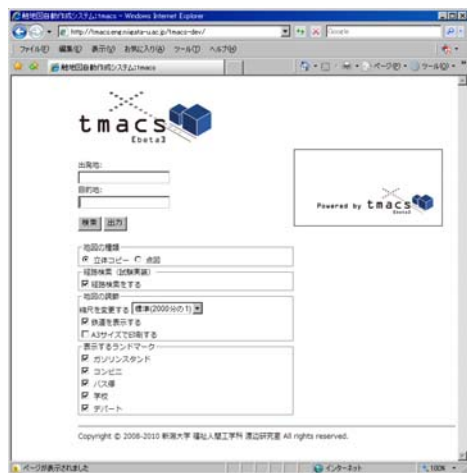 触地図自動作成システム:tmacs - Windows Internet Explorer
http://tmacs.eng.niigata-u.ac.jp/tmacs-dev/
Google
ファイル(F) 編集(E) 表示(V) お気に入り(A) ツール(T) ヘルプ(H)
触地図自動作成システム:tmacs
ページ(P) ツール(O)
tmacs
[beta]
出発地:
目的地:
検索 出力
Powered by tmacs
[beta]
地図の種類
立体コピー 点図
経路検索(試験実装)
経路検索をする
地図の調節
縮尺を変更する 標準(2000分の1)
鉄道を表示する
A3サイズで印刷する
表示するランドマーク
ガソリンスタンド
コンビニ
バス停
学校
デパート
Copyright © 2008-2010 新潟大学 福祉人間工学科 渡辺研究室 All rights reserved.
ページが表示されました
インターネット
100%